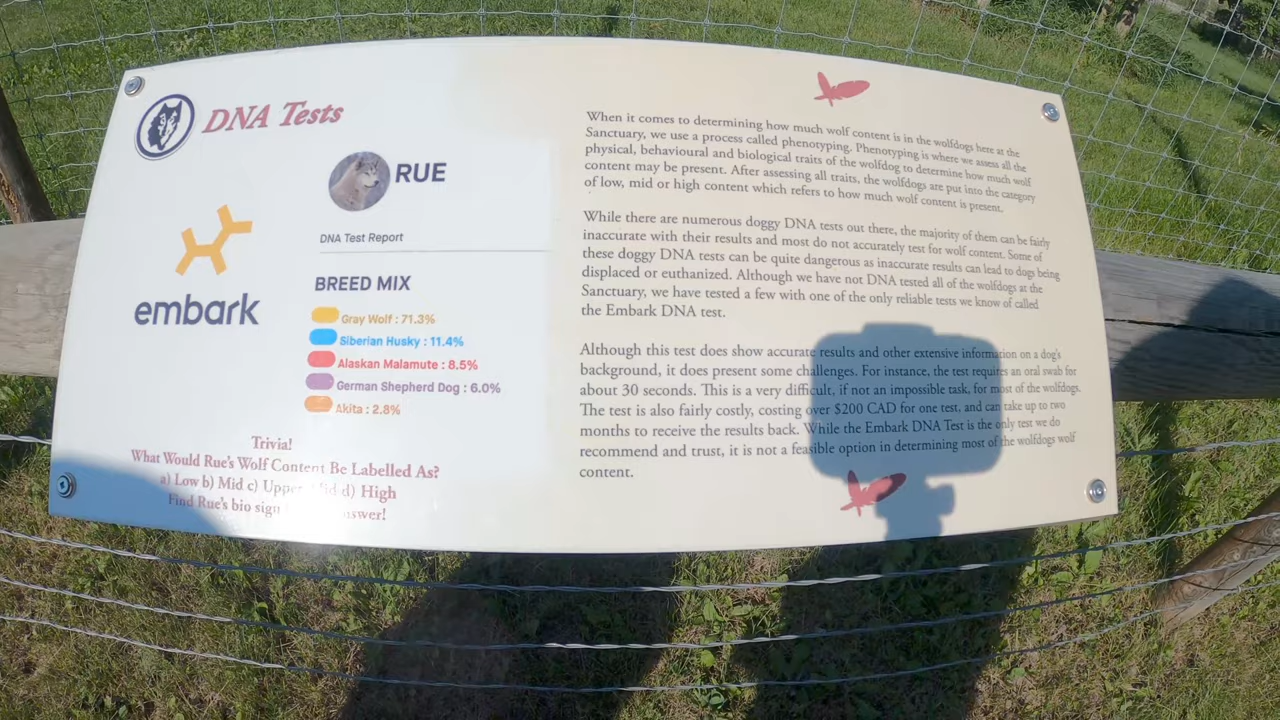 DNA Tests
RUE
DNA Test Report
embark
BREED MIX
Gray Wolf : 71.3%
Siberian Husky : 11.4%
Alaskan Malamute : 8.5%
German Shepherd Dog : 6.0%
Akita : 2.8%
Trivia!
What Would Rue's Wolf Content Be Labelled As?
a) Low b) Mid c) Upper Mid d) High
Find Rue's bio sign
When it comes to determining how much wolf content is in the wolfdogs here at the
Sanctuary, we use a process called phenotyping. Phenotyping is where we assess all the
physical, behavioural and biological traits of the wolfdog to determine how much wolf
content may be present. After assessing all traits, the wolfdogs are put into the category
of low, mid or high content which refers to how much wolf content is present.
While there are numerous doggy DNA tests out there, the majority of them can be fairly
inaccurate with their results and most do not accurately test for wolf content. Some of
these doggy DNA tests can be quite dangerous as inaccurate results can lead to dogs being
displaced or euthanized. Although we have not DNA tested all of the wolfdogs at the
Sanctuary, we have tested a few with one of the only reliable tests we know of called
the Embark DNA test.
Although this test does show accurate results and other extensive information on a dog's
background, it does present some challenges. For instance, the test requires an oral swab for
about 30 seconds. This is a very difficult, if not an impossible task, for most of the wolfdogs.
The test is also fairly costly, costing over $200 CAD for one test, and can take up to two
months to receive the results back. While the Embark DNA Test is the only test we do
recommend and trust, it is not a feasible option in determining most of the wolfdogs wolf
content.